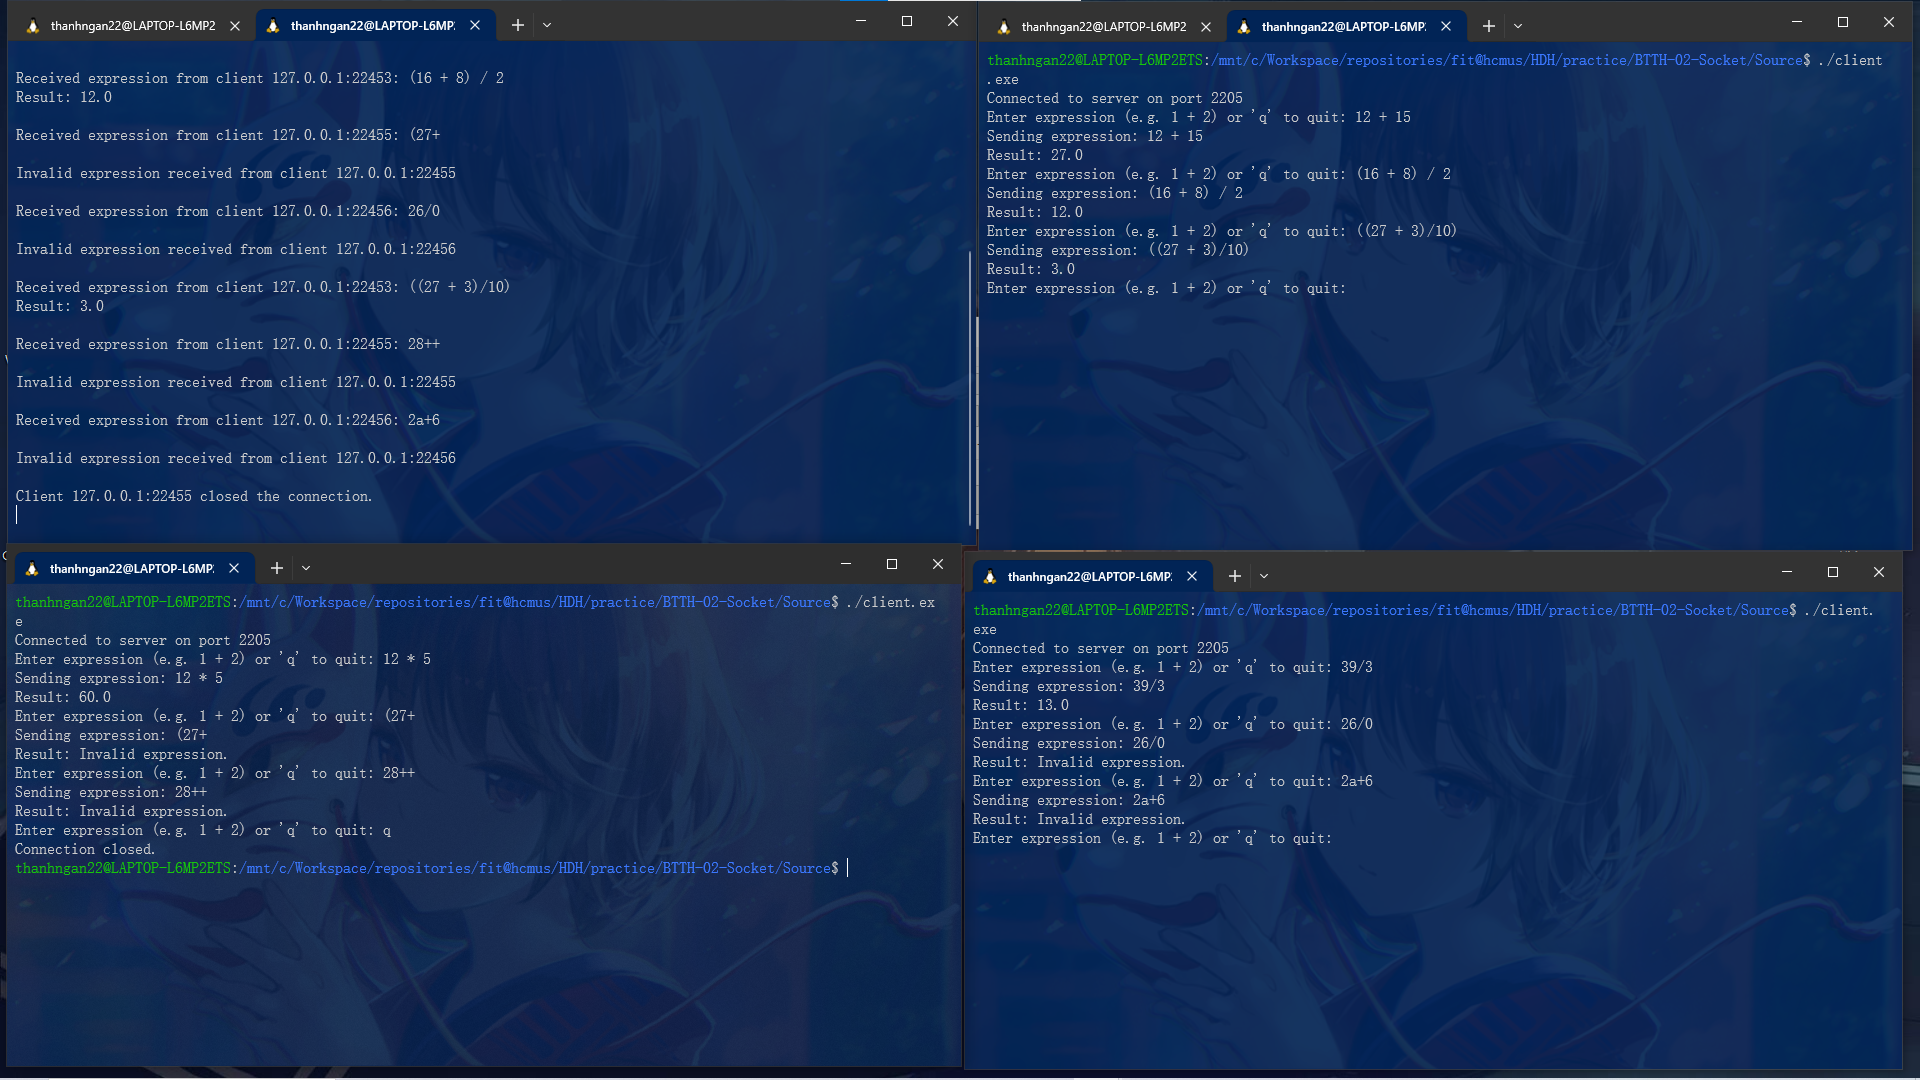 thanhngan22@LAPTOP-L6MP2
thanhngan22@LAPTOP-L6MP
Received expression from client 127.0.0.1:22453: (16 + 8) / 2
Result: 12.0
Received expression from client 127.0.0.1:22455: (27+
Invalid expression received from client 127.0.0.1:22455
Received expression from client 127.0.0.1:22456: 26/0
Invalid expression received from client 127.0.0.1:22456
Received expression from client 127.0.0.1:22453: ((27 + 3)/10)
Result: 3.0
Received expression from client 127.0.0.1:22455: 28++
Invalid expression received from client 127.0.0.1:22455
Received expression from client 127.0.0.1:22456: 2a+6
Invalid expression received from client 127.0.0.1:22456
Client 127.0.0.1:22455 closed the connection.
thanhngan22@LAPTOP-L6MP2
thanhngan22@LAPTOP-L6MP
thanhngan22@LAPTOP-L6MP2ETS:/mnt/c/Workspace/repositories/fit@hcmus/HDH/practice/BTTH-02-Socket/Source$ ./client
.exe
Connected to server on port 2205
Enter expression (e.g. 1 + 2) or 'q' to quit: 12 + 15
Sending expression: 12 + 15
Result: 27.0
Enter expression (e.g. 1 + 2) or 'q' to quit: (16 + 8) / 2
Sending expression: (16 + 8) / 2
Result: 12.0
Enter expression (e.g. 1 + 2) or 'q' to quit: ((27 + 3)/10)
Sending expression: ((27 + 3)/10)
Result: 3.0
Enter expression (e.g. 1 + 2) or 'q' to quit:
thanhngan22@LAPTOP-L6MP
thanhngan22@LAPTOP-L6MP2ETS:/mnt/c/Workspace/repositories/fit@hcmus/HDH/practice/BTTH-02-Socket/Source$ ./client.ex
e
Connected to server on port 2205
Enter expression (e.g. 1 + 2) or 'q' to quit: 12 * 5
Sending expression: 12 * 5
Result: 60.0
Enter expression (e.g. 1 + 2) or 'q' to quit: (27+
Sending expression: (27+
Result: Invalid expression.
Enter expression (e.g. 1 + 2) or 'q' to quit: 28++
Sending expression: 28++
Result: Invalid expression.
Enter expression (e.g. 1 + 2) or 'q' to quit: q
Connection closed.
thanhngan22@LAPTOP-L6MP2ETS:/mnt/c/Workspace/repositories/fit@hcmus/HDH/practice/BTTH-02-Socket/Source$
thanhngan22@LAPTOP-L6MP
thanhngan22@LAPTOP-L6MP2ETS:/mnt/c/Workspace/repositories/fit@hcmus/HDH/practice/BTTH-02-Socket/Source$ ./client.
exe
Connected to server on port 2205
Enter expression (e.g. 1 + 2) or 'q' to quit: 39/3
Sending expression: 39/3
Result: 13.0
Enter expression (e.g. 1 + 2) or 'q' to quit: 26/0
Sending expression: 26/0
Result: Invalid expression.
Enter expression (e.g. 1 + 2) or 'q' to quit: 2a+6
Sending expression: 2a+6
Result: Invalid expression.
Enter expression (e.g. 1 + 2) or 'q' to quit: